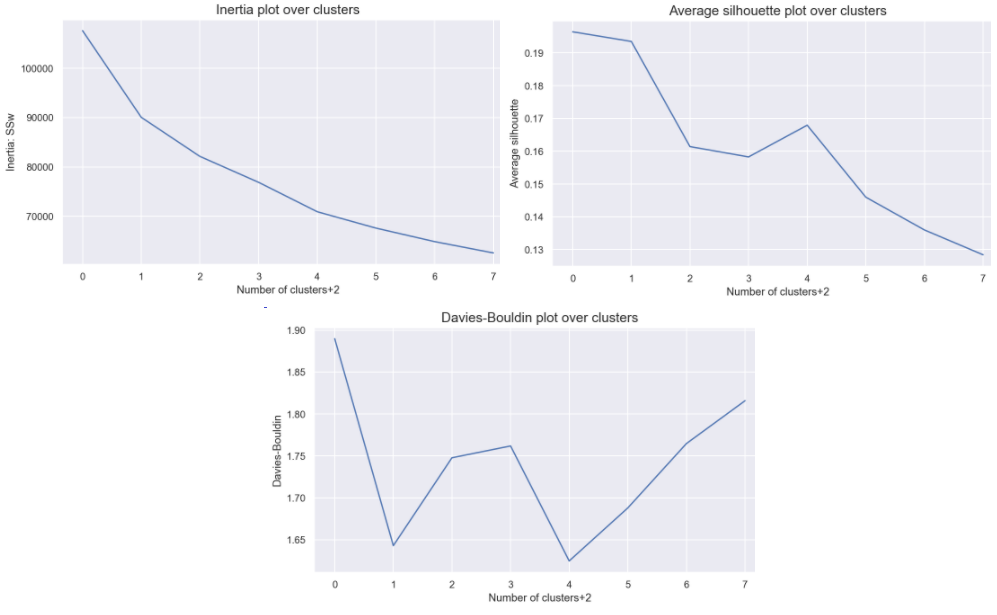 Inertia plot over clusters
100000
90000
80000
70000
Inertia: SSw
0 1 2 3 4 5 6 7
Number of clusters+2
Average silhouette plot over clusters
0.19
0.18
0.17
0.16
0.15
0.14
0.13
Average silhouette
0 1 2 3 4 5 6 7
Number of clusters+2
Davies-Bouldin plot over clusters
1.90
1.85
1.80
1.75
1.70
1.65
Davies-Bouldin
0 1 2 3 4 5 6 7
Number of clusters+2